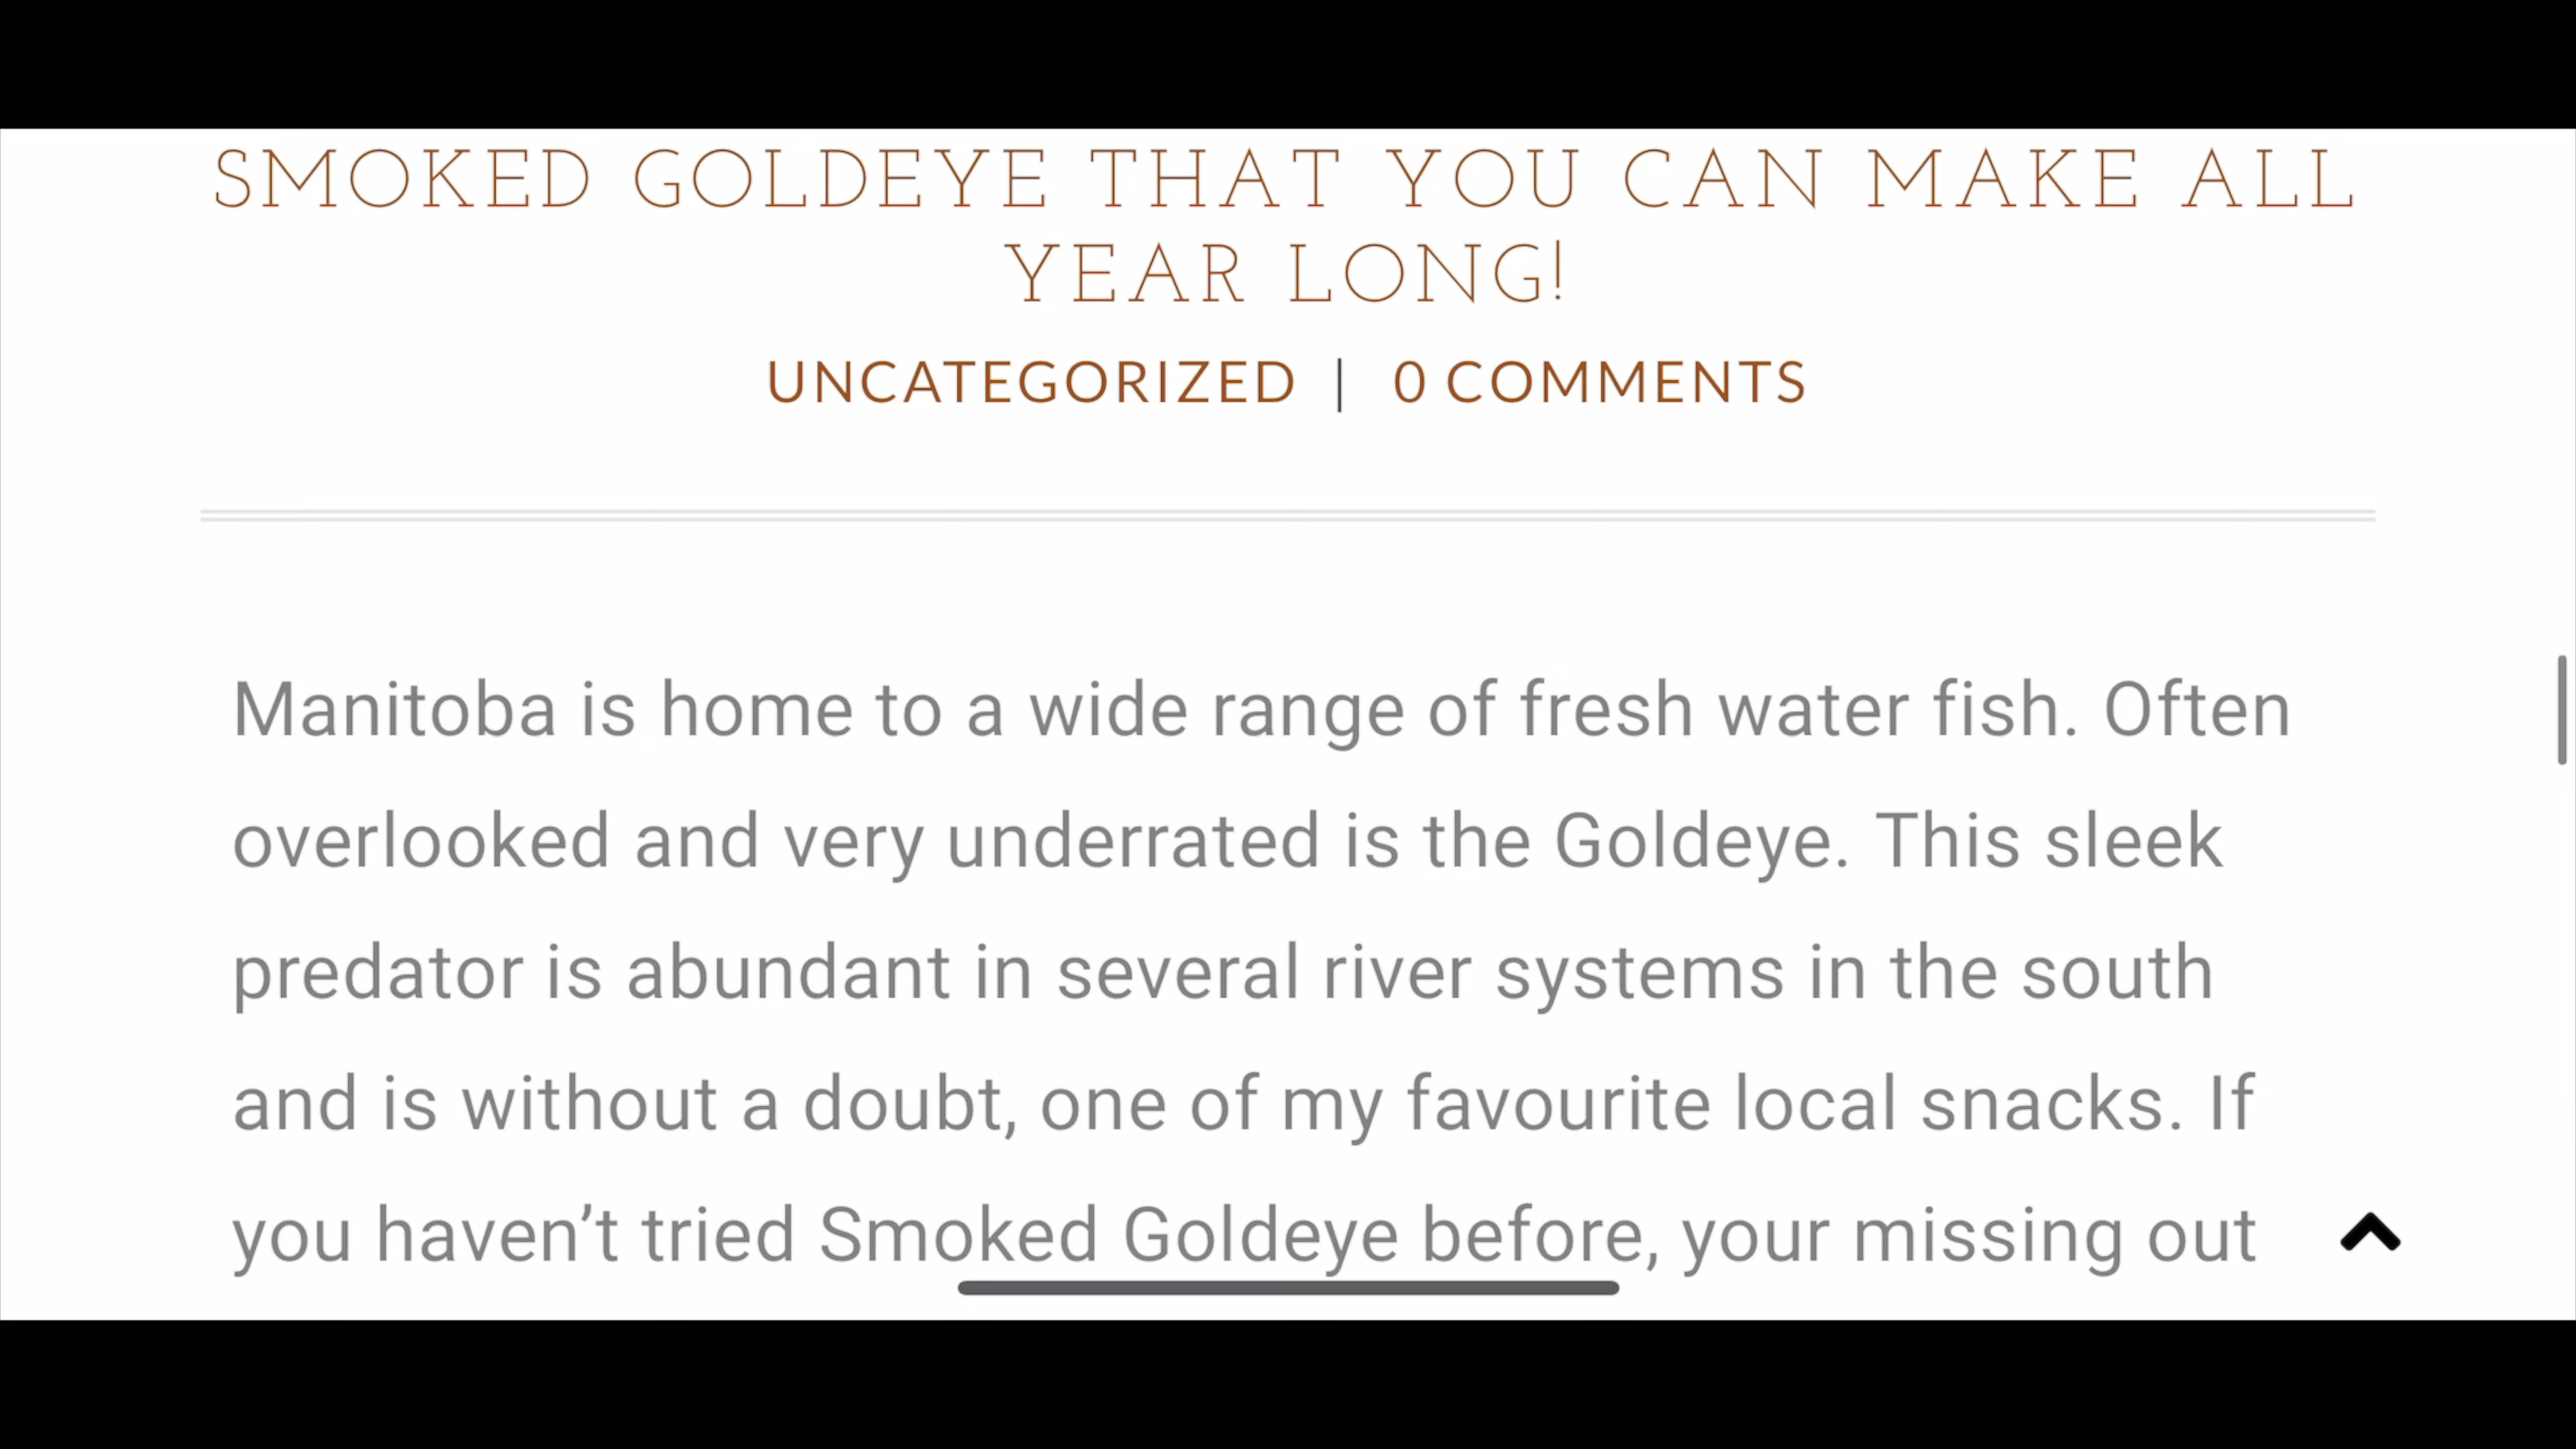 SMOKED GOLDEYE THAT YOU CAN MAKE ALL
YEAR LONG!
UNCATEGORIZED | 0 COMMENTS
Manitoba is home to a wide range of fresh water fish. Often
overlooked and very underrated is the Goldeye. This sleek
predator is abundant in several river systems in the south
and is without a doubt, one of my favourite local snacks. If
you haven’t tried Smoked Goldeye before, your missing out